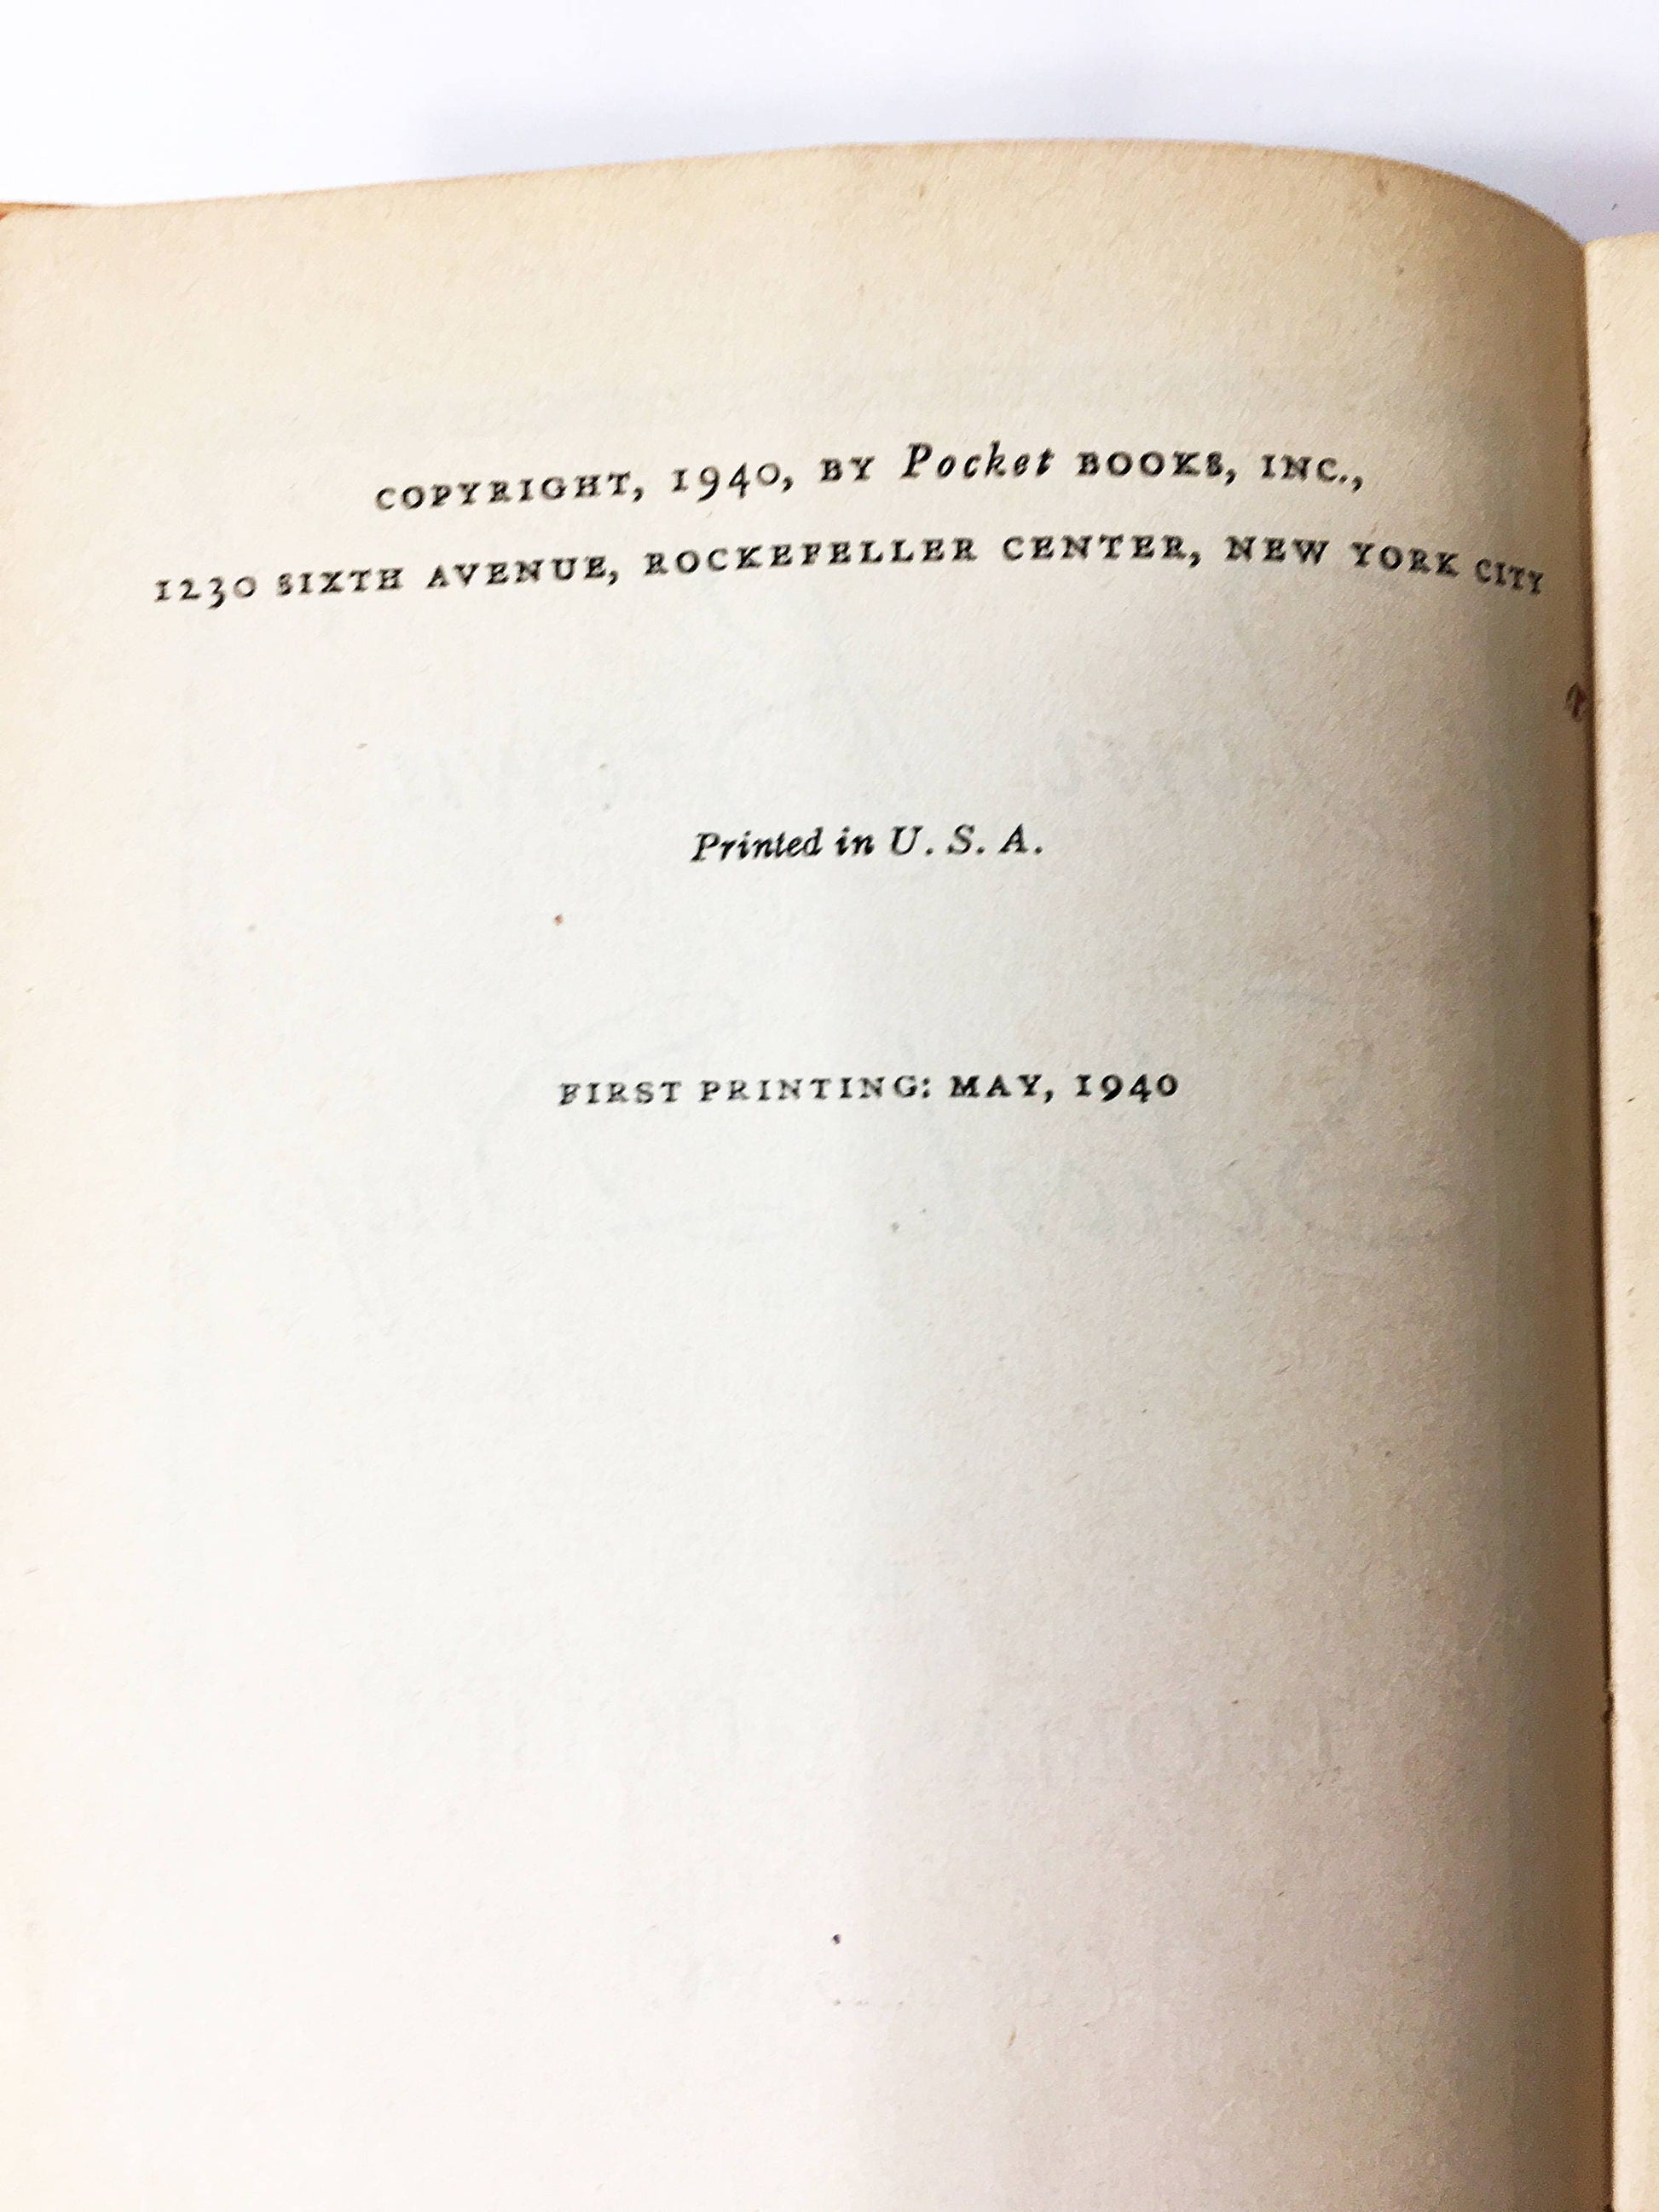 COPYRIGHT, 1940, BY Pocket BOOKS, INC.,
1230 SIXTH AVENUE, ROCKEFELLER CENTER, NEW YORK CITY
Printed in U. S. A.
FIRST PRINTING: MAY, 1940